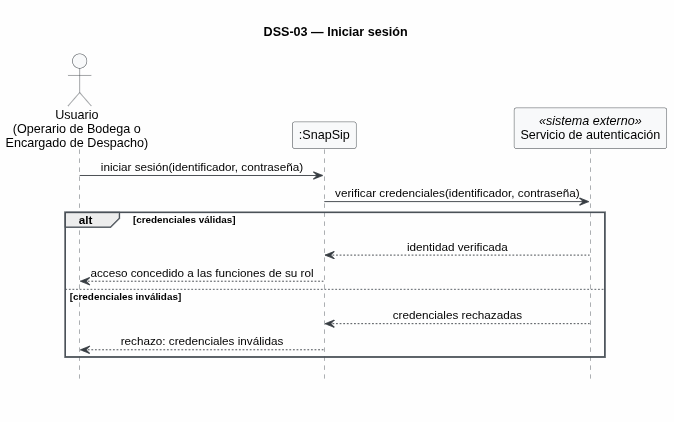 DSS-03 — Iniciar sesión
Usuario
(Operario de Bodega o
Encargado de Despacho)
:SnapSip
«sistema externo»
Servicio de autenticación
iniciar sesión(identificador, contraseña)
verificar credenciales(identificador, contraseña)
alt
[credenciales válidas]
identidad verificada
acceso concedido a las funciones de su rol
[credenciales inválidas]
credenciales rechazadas
rechazo: credenciales inválidas